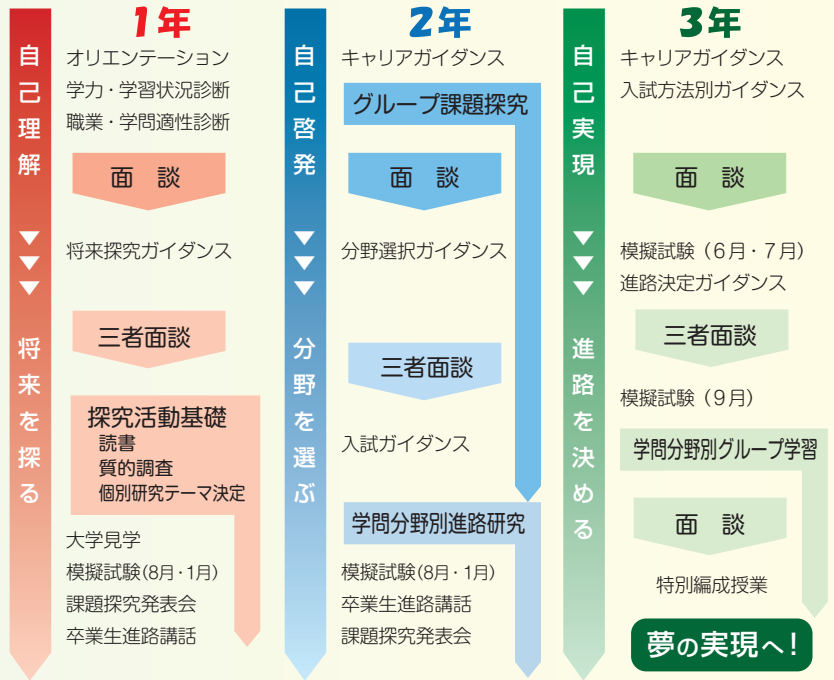 1年
自己理解
▼▼▼
将来を探る
オリエンテーション
学力・学習状況診断
職業・学問適性診断
面 談
将来探究ガイダンス
三者面談
探究活動基礎
読書
質的調査
個別研究テーマ決定
大学見学
模擬試験(8月・1月)
課題探究発表会
卒業生進路講話
2年
自己啓発
▼▼▼
分野を選ぶ
キャリアガイダンス
グループ課題探究
面 談
分野選択ガイダンス
三者面談
入試ガイダンス
学問分野別進路研究
模擬試験(8月・1月)
卒業生進路講話
課題探究発表会
3年
自己実現
▼▼▼
進路を決める
キャリアガイダンス
入試方法別ガイダンス
面 談
模擬試験（6月・7月）
進路決定ガイダンス
三者面談
模擬試験（9月）
学問分野別グループ学習
面 談
特別編成授業
夢の実現へ！